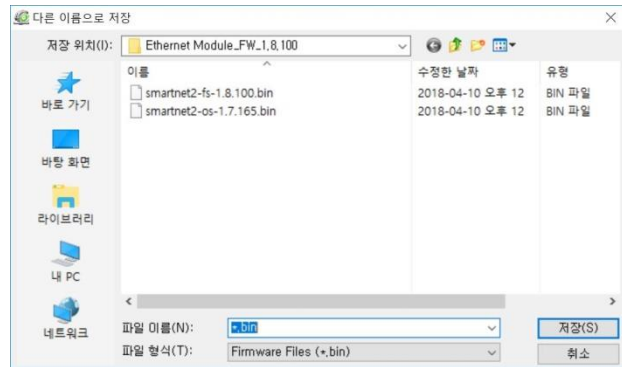 다른 이름으로 저장
저장 위치(I): Ethernet Module_FW_1,8,100
바로 가기
바탕 화면
라이브러리
내 PC
네트워크
이름 수정한 날짜 유형
smartnet2-fs-1.8.100.bin 2018-04-10 오후 12 BIN 파일
smartnet2-os-1.7.165.bin 2018-04-10 오후 12 BIN 파일
파일 이름(N): *,bin 저장(S)
파일 형식(T): Firmware Files (*,bin) 취소